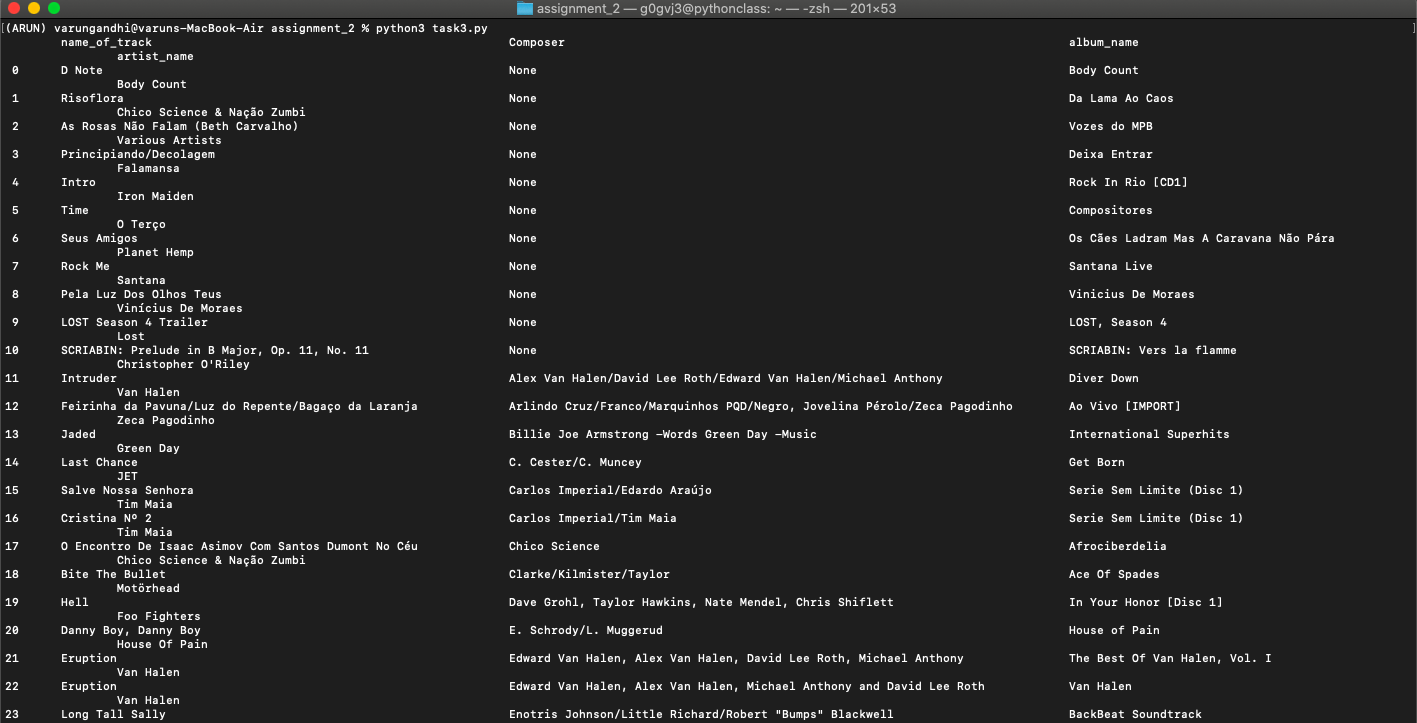 assignment_2 — g0gvj3@pythonclass: ~ — -zsh — 201×53
[(ARUN) varungandhi@varuns-MacBook-Air assignment_2 % python3 task3.py ]
name_of_track Composer album_name
artist_name
0 D Note None Body Count
Body Count
1 Risoflora None Da Lama Ao Caos
Chico Science & Nação Zumbi
2 As Rosas Não Falam (Beth Carvalho) None Vozes do MPB
Various Artists
3 Principiando/Decolagem None Deixa Entrar
Falamansa
4 Intro None Rock In Rio [CD1]
Iron Maiden
5 Time None Compositores
O Terço
6 Seus Amigos None Os Cães Ladram Mas A Caravana Não Pára
Planet Hemp
7 Rock Me None Santana Live
Santana
8 Pela Luz Dos Olhos Teus None Vinicius De Moraes
Vinícius De Moraes
9 LOST Season 4 Trailer None LOST, Season 4
Lost
10 SCRIABIN: Prelude in B Major, Op. 11, No. 11 None SCRIABIN: Vers la flamme
Christopher O'Riley
11 Intruder Alex Van Halen/David Lee Roth/Edward Van Halen/Michael Anthony Diver Down
Van Halen
12 Feirinha da Pavuna/Luz do Repente/Bagaço da Laranja Arlindo Cruz/Franco/Marquinhos PQD/Negro, Jovelina Pérolo/Zeca Pagodinho Ao Vivo [IMPORT]
Zeca Pagodinho
13 Jaded Billie Joe Armstrong -Words Green Day -Music International Superhits
Green Day
14 Last Chance C. Cester/C. Muncey Get Born
JET
15 Salve Nossa Senhora Carlos Imperial/Edardo Araújo Serie Sem Limite (Disc 1)
Tim Maia
16 Cristina Nº 2 Carlos Imperial/Tim Maia Serie Sem Limite (Disc 1)
Tim Maia
17 O Encontro De Isaac Asimov Com Santos Dumont No Céu Chico Science Afrociberdelia
Chico Science & Nação Zumbi
18 Bite The Bullet Clarke/Kilmister/Taylor Ace Of Spades
Motörhead
19 Hell Dave Grohl, Taylor Hawkins, Nate Mendel, Chris Shiflett In Your Honor [Disc 1]
Foo Fighters
20 Danny Boy, Danny Boy E. Schrody/L. Muggerud House of Pain
House Of Pain
21 Eruption Edward Van Halen, Alex Van Halen, David Lee Roth, Michael Anthony The Best Of Van Halen, Vol. I
Van Halen
22 Eruption Edward Van Halen, Alex Van Halen, Michael Anthony and David Lee Roth Van Halen
Van Halen
23 Long Tall Sally Enotris Johnson/Little Richard/Robert "Bumps" Blackwell BackBeat Soundtrack